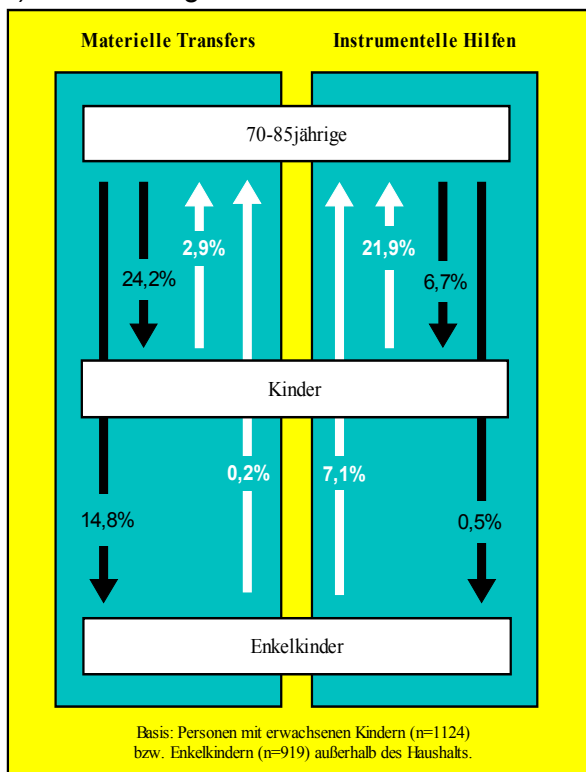 Materielle Transfers Instrumentelle Hilfen
70-85jährige
2,9% 21,9%
24,2% 6,7%
Kinder
0,2% 7,1%
14,8% 0,5%
Enkelkinder
Basis: Personen mit erwachsenen Kindern (n=1124)
bzw. Enkelkindern (n=919) außerhalb des Haushalts.